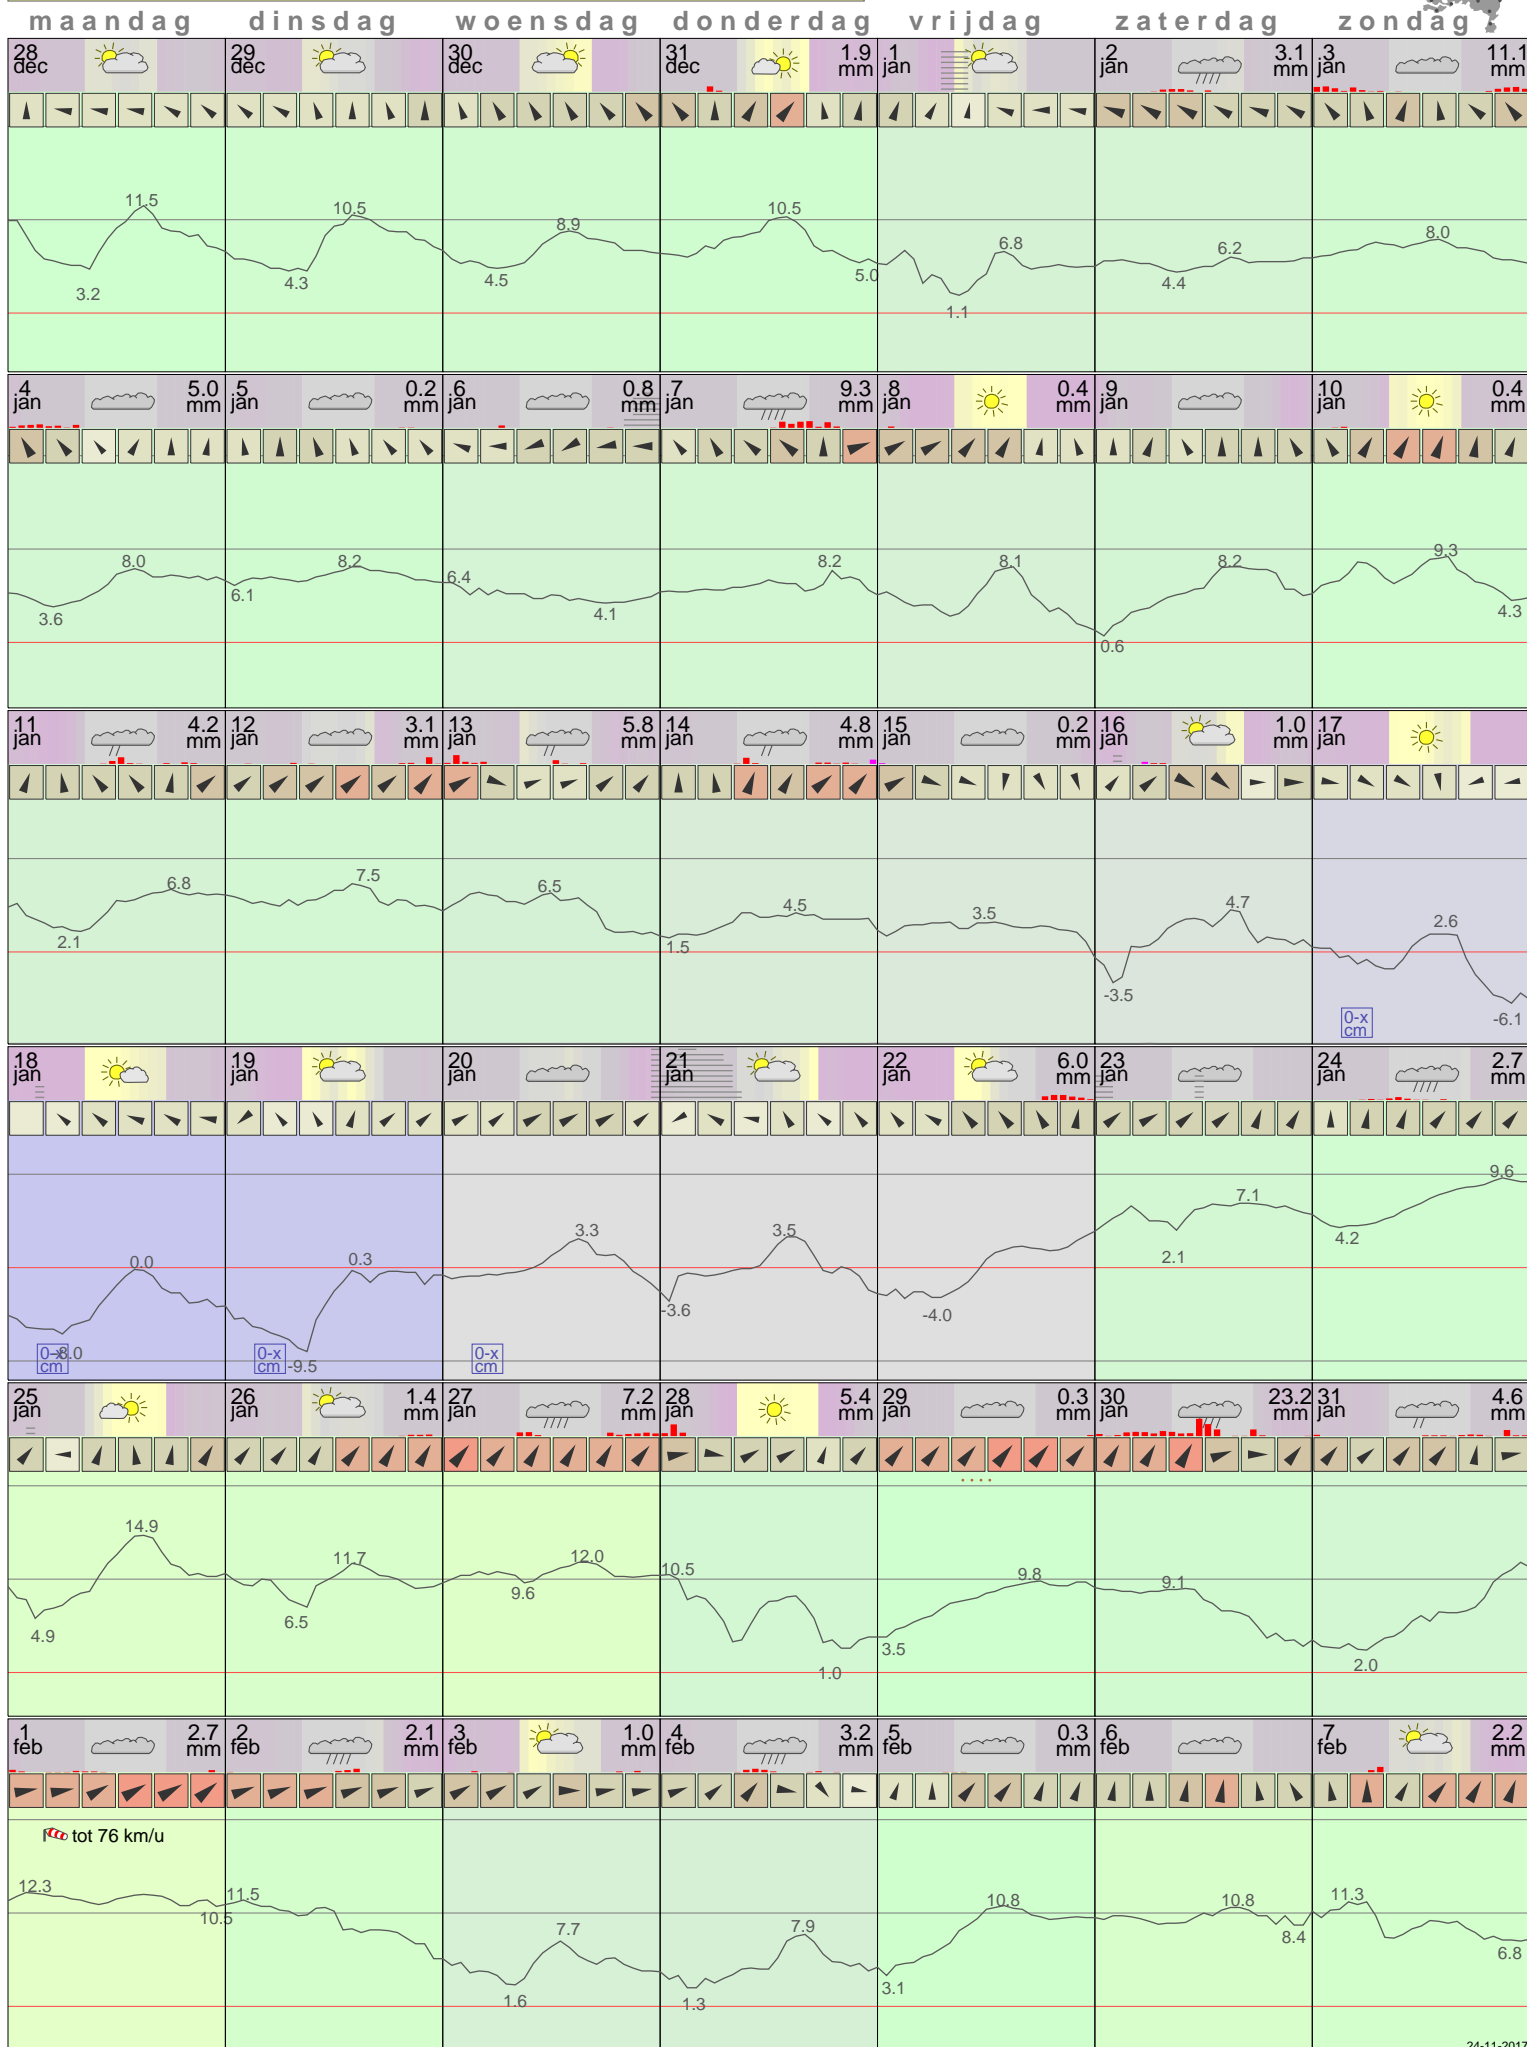 maandag dinsdag woensdag donderdag vrijdag zaterdag zondag
28 29 30 31 1.9 1 2 3.1 3 11.1
dec dec dec dec mm jan jan mm jan mm
11.5 10.5 8.9 10.5 6.8 6.2 8.0
3.2 4.3 4.5 5.0 1.1 4.4
4 5.0 5 0.2 6 0.8 7 9.3 8 0.4 9 10 0.4
jan mm jan mm jan mm jan mm jan mm jan jan mm
8.0 8.2 6.4 8.2 8.1 8.2 9.3
3.6 6.1 4.1 0.6 4.3
11 4.2 12 3.1 13 5.8 14 4.8 15 0.2 16 1.0 17
jan mm jan mm jan mm jan mm jan mm jan mm jan
6.8 7.5 6.5 4.5 3.5 4.7 2.6
2.1 1.5 -3.5 -6.1
0-x
cm
18 19 20 21 22 6.0 23 24 2.7
jan jan jan jan jan mm jan jan mm
0.0 0.3 3.3 3.5 7.1 9.6
-8.0 -9.5 -3.6 -4.0 2.1 4.2
0-x 0-x 0-x
cm cm cm
25 26 1.4 27 7.2 28 5.4 29 0.3 30 23.2 31 4.6
jan jan mm jan mm jan mm jan mm jan mm jan mm
14.9 11.7 12.0 10.5 9.8 9.1
4.9 6.5 9.6 1.0 3.5 2.0
1 2.7 2 2.1 3 1.0 4 3.2 5 0.3 6 7 2.2
feb mm feb mm feb mm feb mm feb mm feb feb mm
tot 76 km/u
12.3 11.5 7.7 7.9 10.8 10.8 11.3
10.5 1.6 1.3 3.1 8.4 6.8
24-11-2017